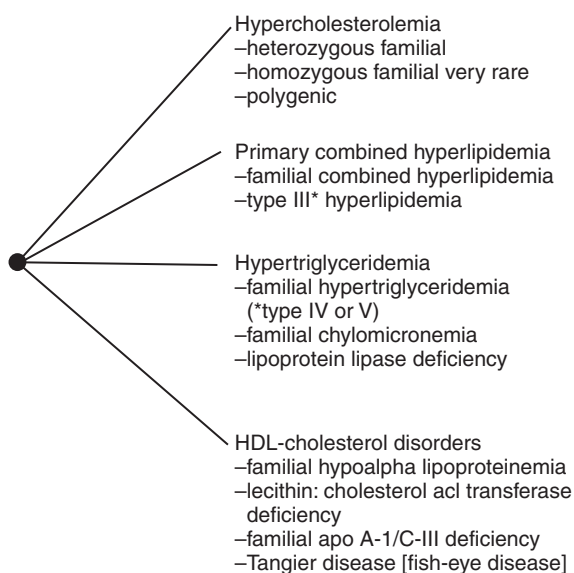 Hypercholesterolemia
–heterozygous familial
–homozygous familial very rare
–polygenic
Primary combined hyperlipidemia
–familial combined hyperlipidemia
–type III* hyperlipidemia
Hypertriglyceridemia
–familial hypertriglyceridemia
(*type IV or V)
–familial chylomicronemia
–lipoprotein lipase deficiency
HDL-cholesterol disorders
–familial hypoalpha lipoproteinemia
–lecithin: cholesterol acl transferase
deficiency
–familial apo A-1/C-III deficiency
–Tangier disease [fish-eye disease]